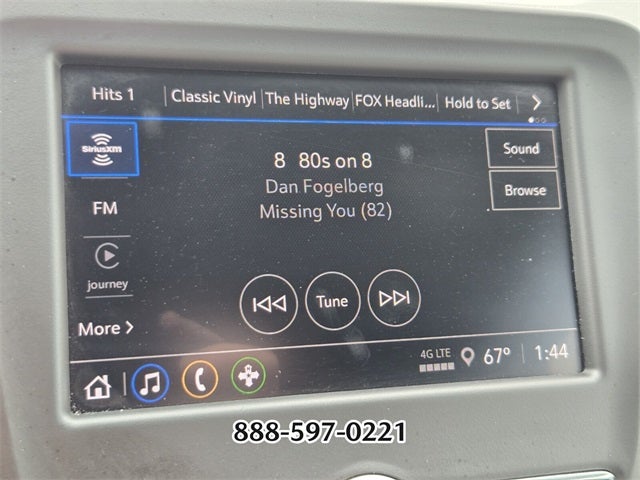 Hits 1 Classic Vinyl The Highway FOX Headli... Hold to Set >
SiriusXM
8 80s on 8
Sound
Dan Fogelberg
Browse
FM
Missing You (82)
journey
Tune
More >
4G LTE 67° 1:44
888-597-0221